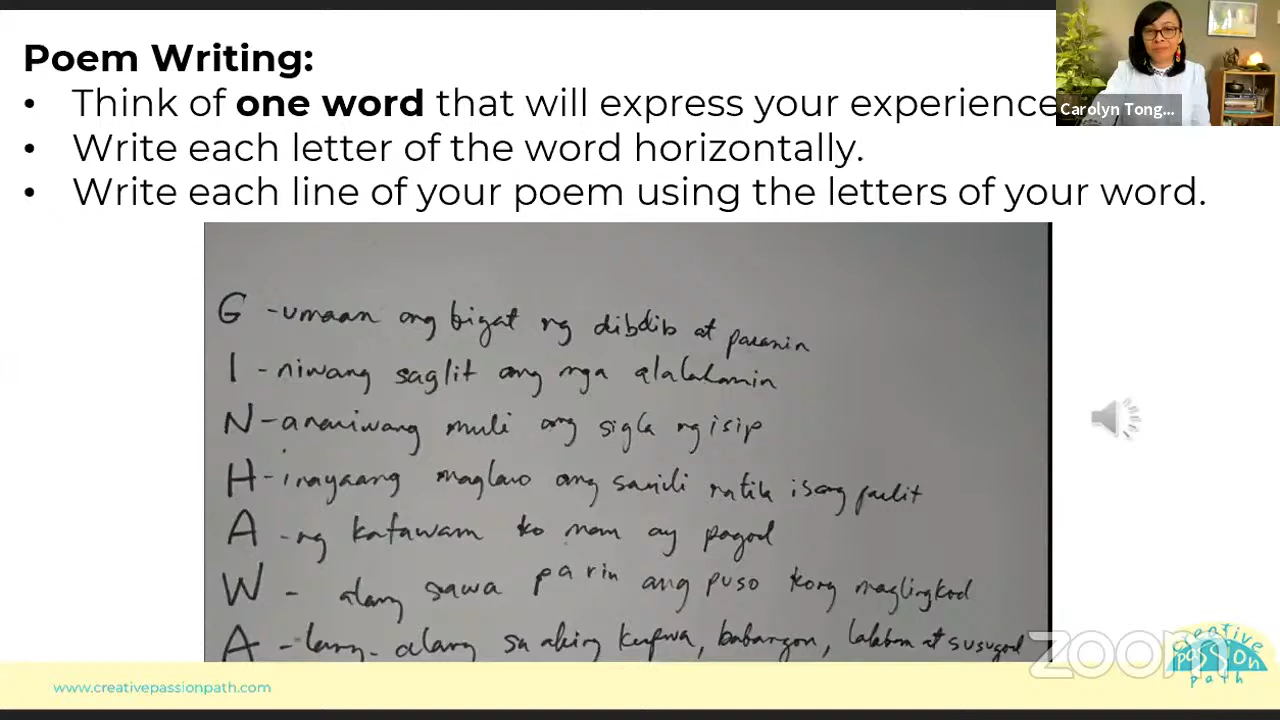 Poem Writing:
• Think of one word that will express your experience
• Write each letter of the word horizontally.
• Write each line of your poem using the letters of your word.
Carolyn Tong...
G - umaan ang bigat ng dibdib at
I - niwang saglit ang mga alalahanin
N - ananiwang muli ang sigla ng isip
H - inayaang maglaro ang sarili na tila isang paslit
A - ng katawan ko man ay pagod
W - alang sawa parin ang puso kong maglingkod
A - lang-alang sa aking kapwa, babangon, lalaban at susugod
zoom
creative passion path
www.creativepassionpath.com